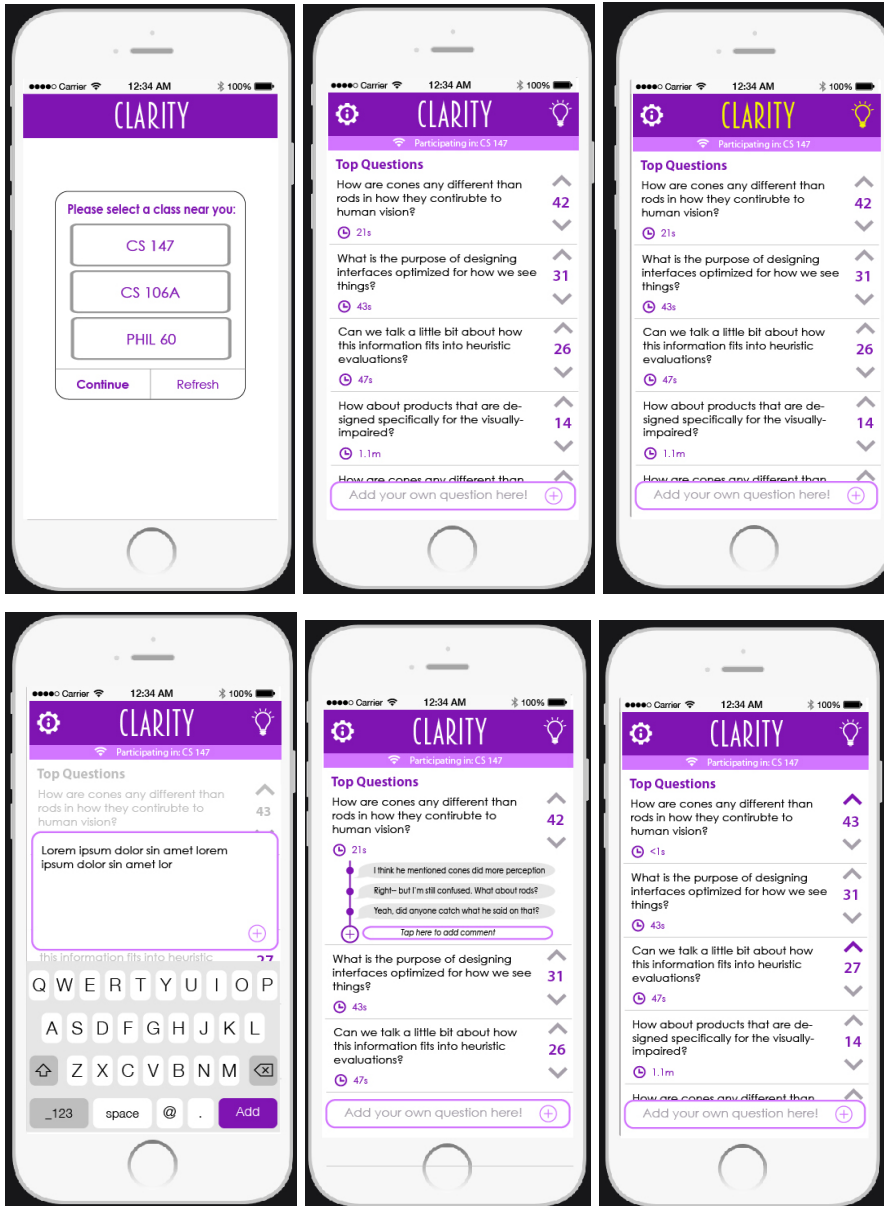 Carrier 12:34 AM 100%
CLARITY
Please select a class near you:
CS 147
CS 106A
PHIL 60
Continue Refresh
Carrier 12:34 AM 100%
CLARITY
Participating in: CS 147
Top Questions
How are cones any different than
rods in how they contirubte to
human vision?
42
21s
What is the purpose of designing
interfaces optimized for how we see
things?
31
43s
Can we talk a little bit about how
this information fits into heuristic
evaluations?
26
47s
How about products that are de-
signed specifically for the visually-
impaired?
14
1.1m
How are cones any different than
Add your own question here!
Carrier 12:34 AM 100%
CLARITY
Participating in: CS 147
Top Questions
How are cones any different than
rods in how they contirubte to
human vision?
42
21s
What is the purpose of designing
interfaces optimized for how we see
things?
31
43s
Can we talk a little bit about how
this information fits into heuristic
evaluations?
26
47s
How about products that are de-
signed specifically for the visually-
impaired?
14
1.1m
How are cones any different than
Add your own question here!
Carrier 12:34 AM 100%
CLARITY
Participating in: CS 147
Top Questions
How are cones any different than
rods in how they contirubte to
human vision?
43
Lorem ipsum dolor sin amet lorem
ipsum dolor sin amet lor
this information fits into heuristic
27
Q W E R T Y U I O P
A S D F G H J K L
Z X C V B N M
_123 space @ . Add
Carrier 12:34 AM 100%
CLARITY
Participating in: CS 147
Top Questions
How are cones any different than
rods in how they contirubte to
human vision?
42
21s
I think he mentioned cones did more perception
Right-- but I'm still confused. What about rods?
Yeah, did anyone catch what he said on that?
Tap here to add comment
What is the purpose of designing
interfaces optimized for how we see
things?
31
43s
Can we talk a little bit about how
this information fits into heuristic
evaluations?
26
47s
Add your own question here!
Carrier 12:34 AM 100%
CLARITY
Participating in: CS 147
Top Questions
How are cones any different than
rods in how they contirubte to
human vision?
43
<1s
What is the purpose of designing
interfaces optimized for how we see
things?
31
43s
Can we talk a little bit about how
this information fits into heuristic
evaluations?
27
47s
How about products that are de-
signed specifically for the visually-
impaired?
14
1.1m
How are cones any different than
Add your own question here!